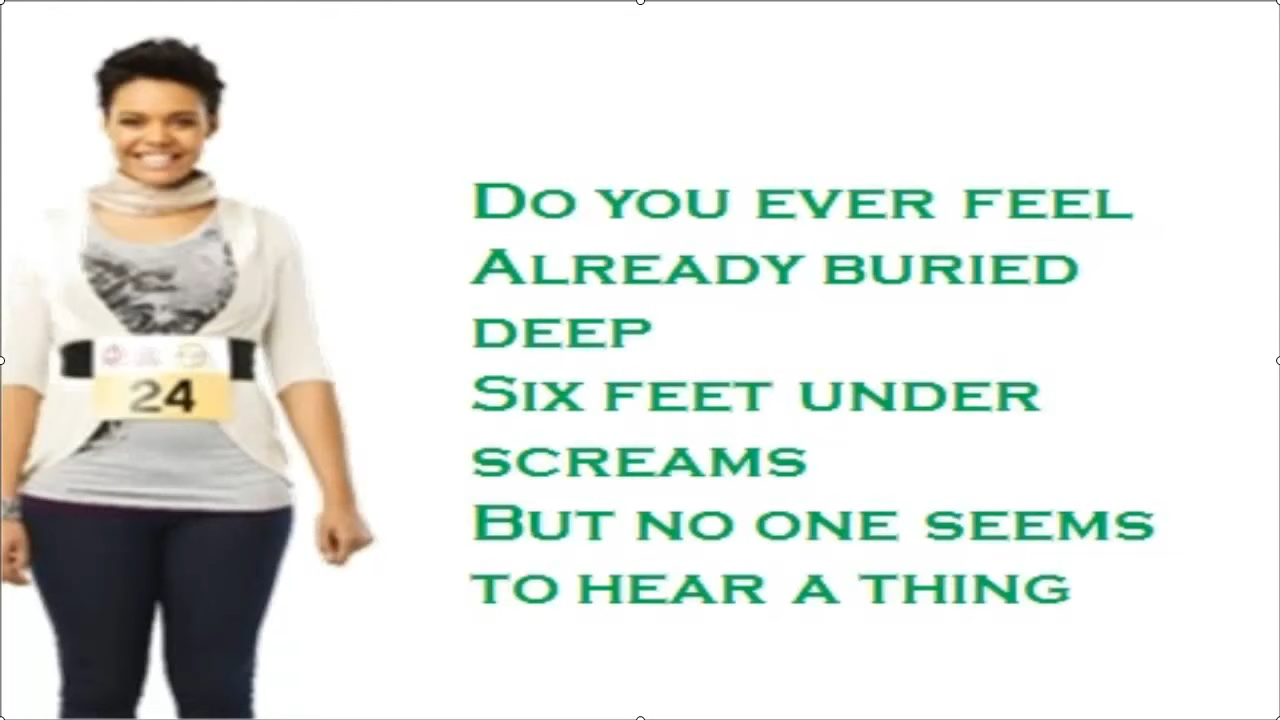 24
Do you ever feel
Already buried
deep
Six feet under
screams
But no one seems
to hear a thing